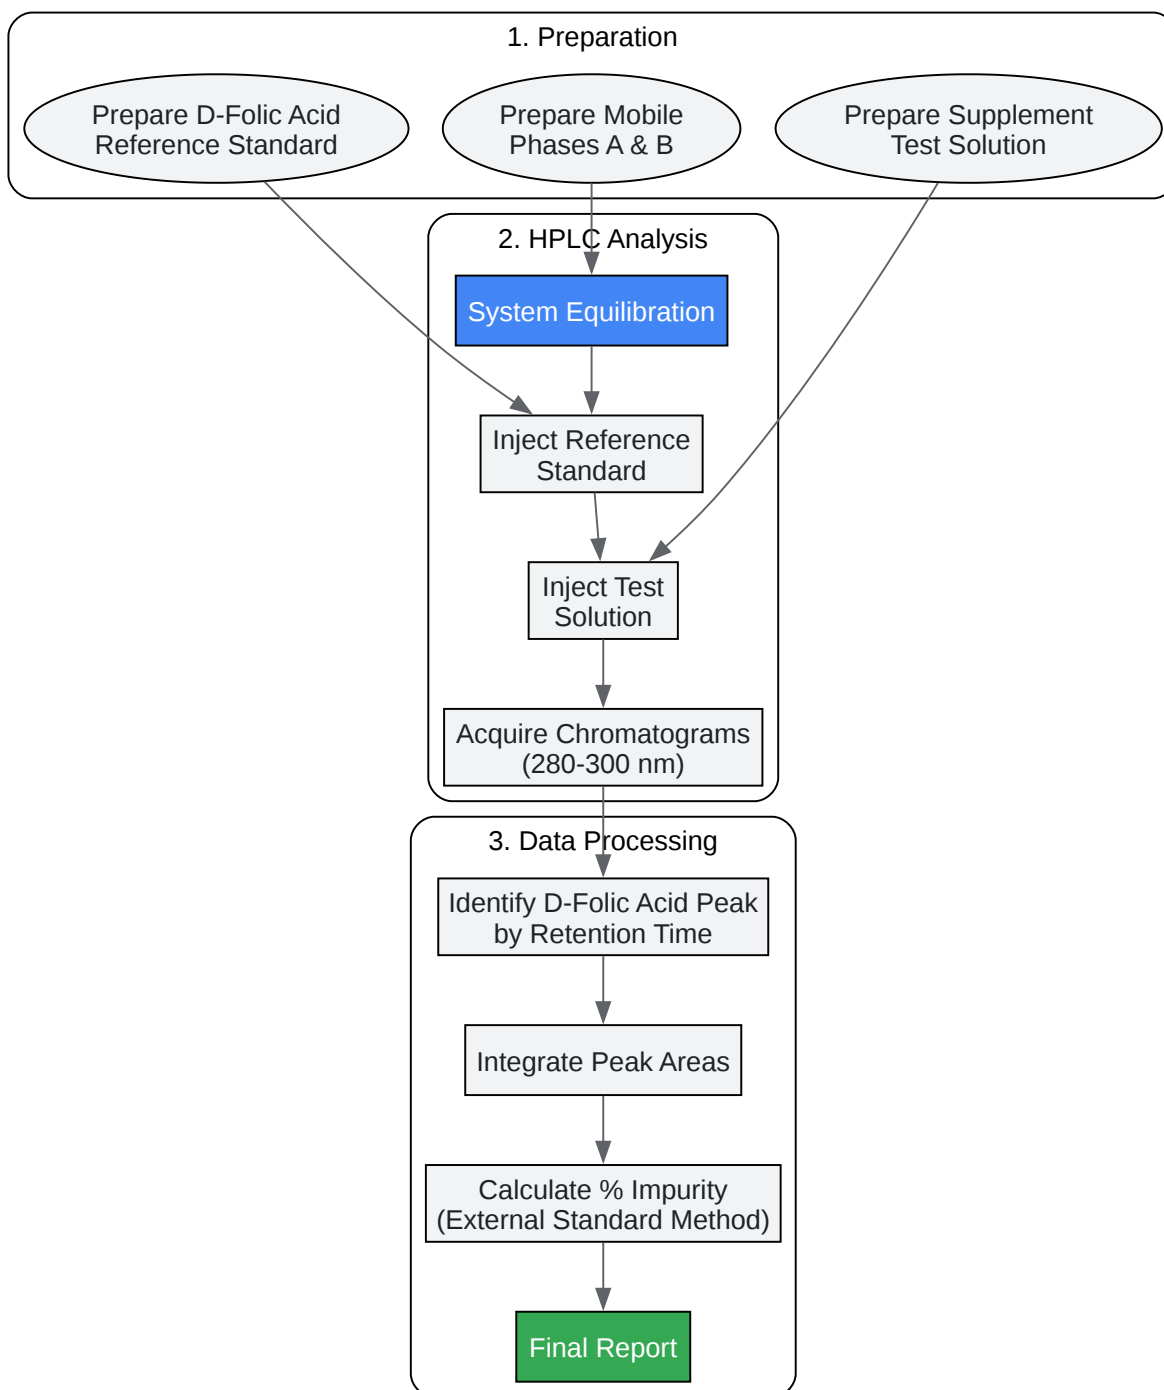 1. Preparation
Prepare D-Folic Acid
Reference Standard
Prepare Mobile
Phases A & B
Prepare Supplement
Test Solution
2. HPLC Analysis
System Equilibration
Inject Reference
Standard
Inject Test
Solution
Acquire Chromatograms
(280-300 nm)
3. Data Processing
Identify D-Folic Acid Peak
by Retention Time
Integrate Peak Areas
Calculate % Impurity
(External Standard Method)
Final Report